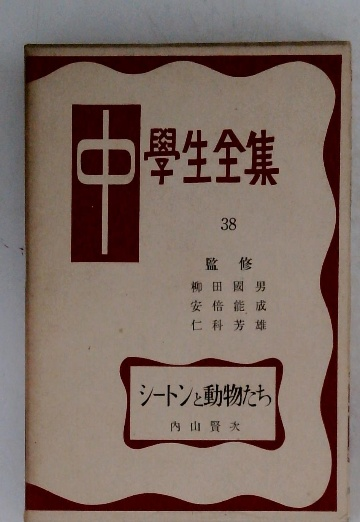 中學生全集
38
監修
柳田國男
安倍能成
仁科芳雄
シートンと動物たち
内山賢次